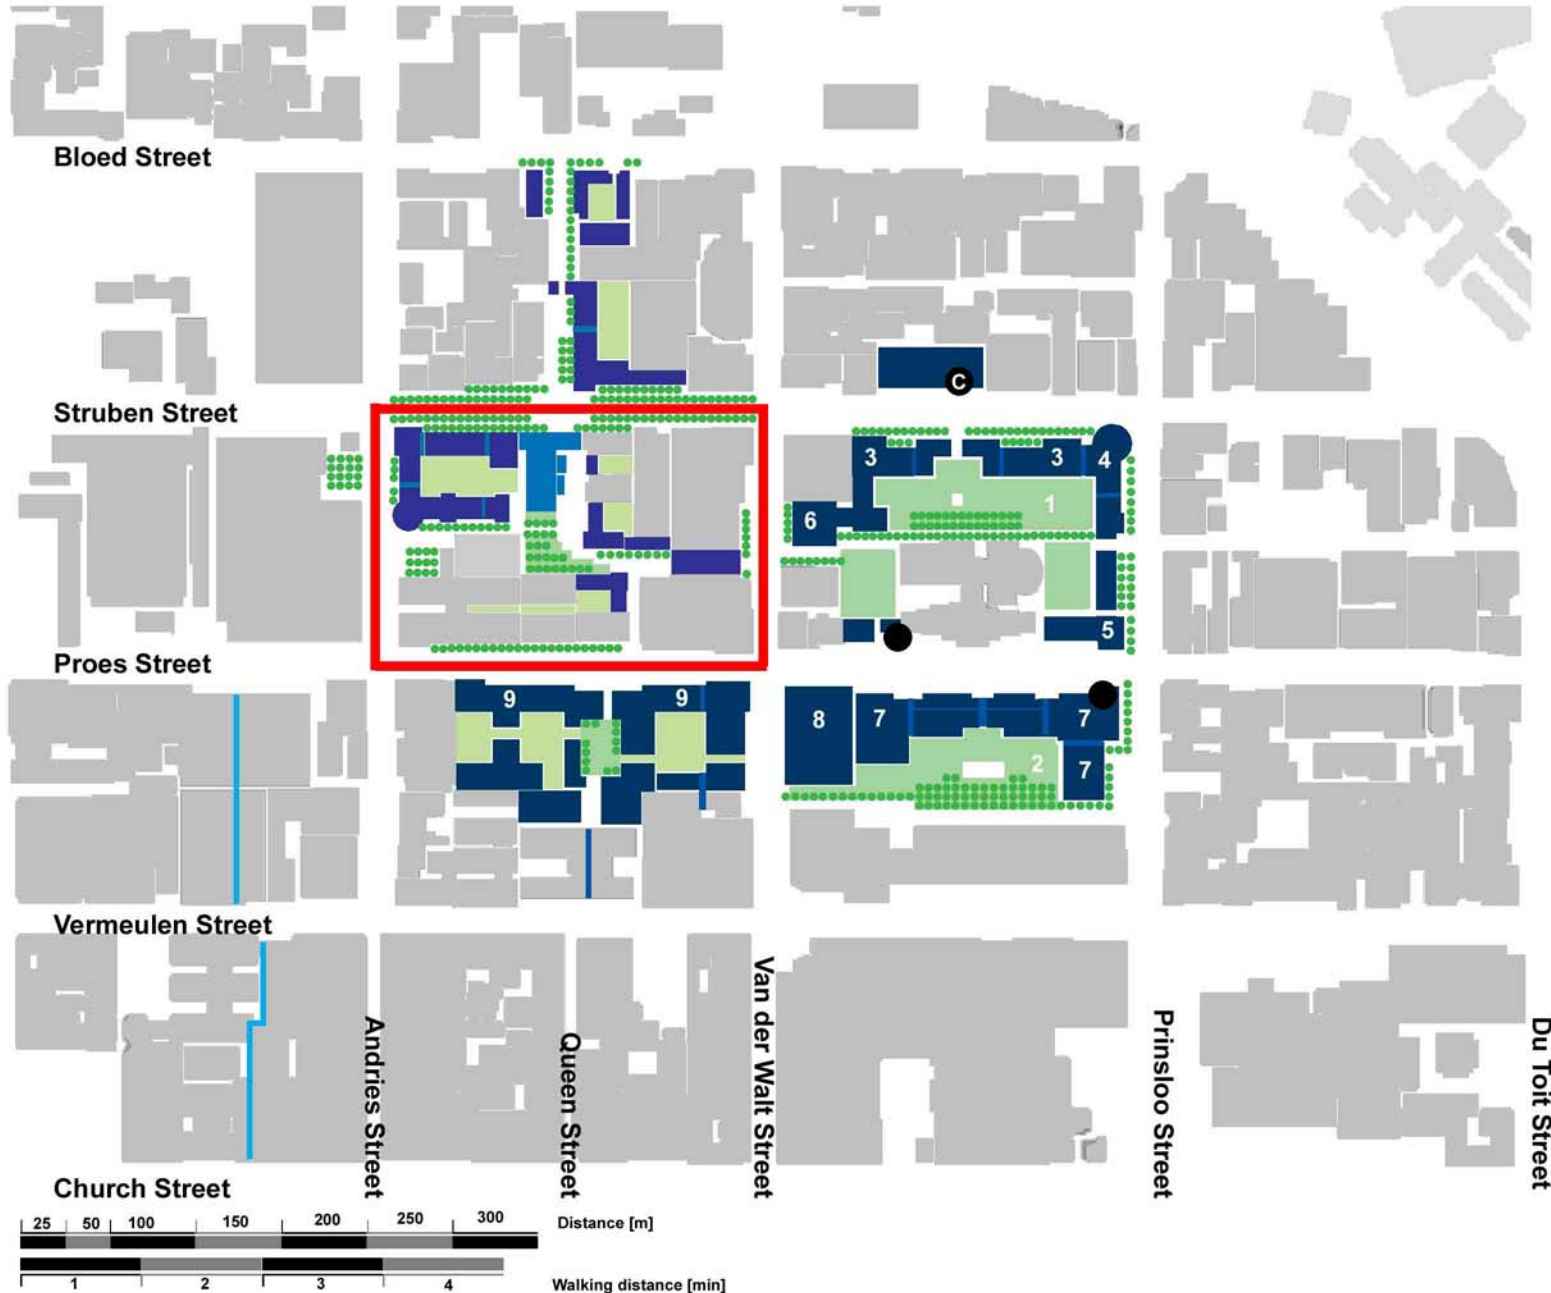 Bloed Street
C
Struben Street
3
3
4
1
6
5
Proes Street
9
9
8
7
7
2
7
Vermeulen Street
Andries Street
Queen Street
Van der Walt Street
Prinsloo Street
Du Toit Street
Church Street
25 50 100 150 200 250 300 Distance [m]
1 2 3 4 Walking distance [min]